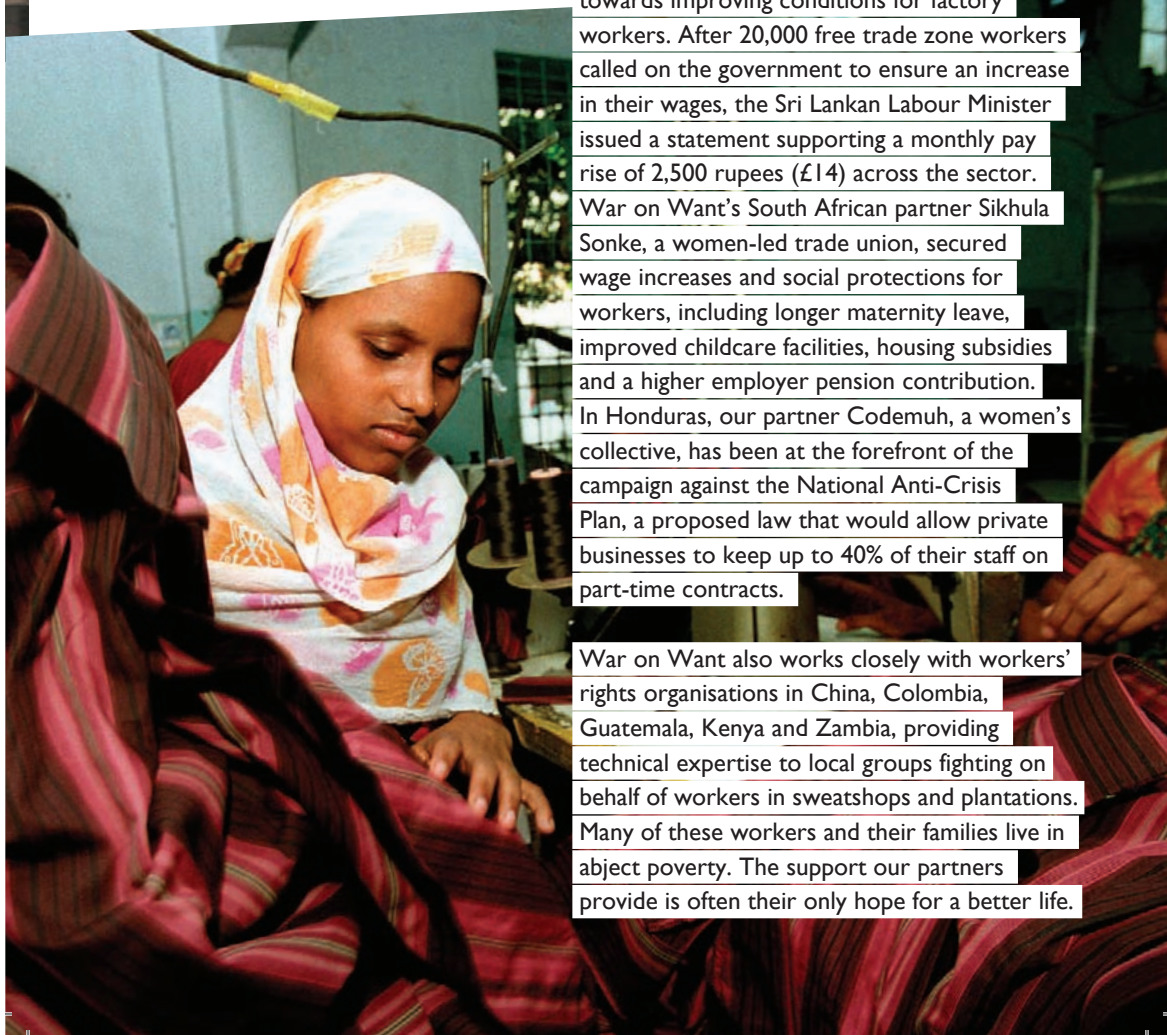 towards improving conditions for factory
workers. After 20,000 free trade zone workers
called on the government to ensure an increase
in their wages, the Sri Lankan Labour Minister
issued a statement supporting a monthly pay
rise of 2,500 rupees (£14) across the sector.
War on Want’s South African partner Sikhula
Sonke, a women-led trade union, secured
wage increases and social protections for
workers, including longer maternity leave,
improved childcare facilities, housing subsidies
and a higher employer pension contribution.
In Honduras, our partner Codemuh, a women’s
collective, has been at the forefront of the
campaign against the National Anti-Crisis
Plan, a proposed law that would allow private
businesses to keep up to 40% of their staff on
part-time contracts.
War on Want also works closely with workers’
rights organisations in China, Colombia,
Guatemala, Kenya and Zambia, providing
technical expertise to local groups fighting on
behalf of workers in sweatshops and plantations.
Many of these workers and their families live in
abject poverty. The support our partners
provide is often their only hope for a better life.